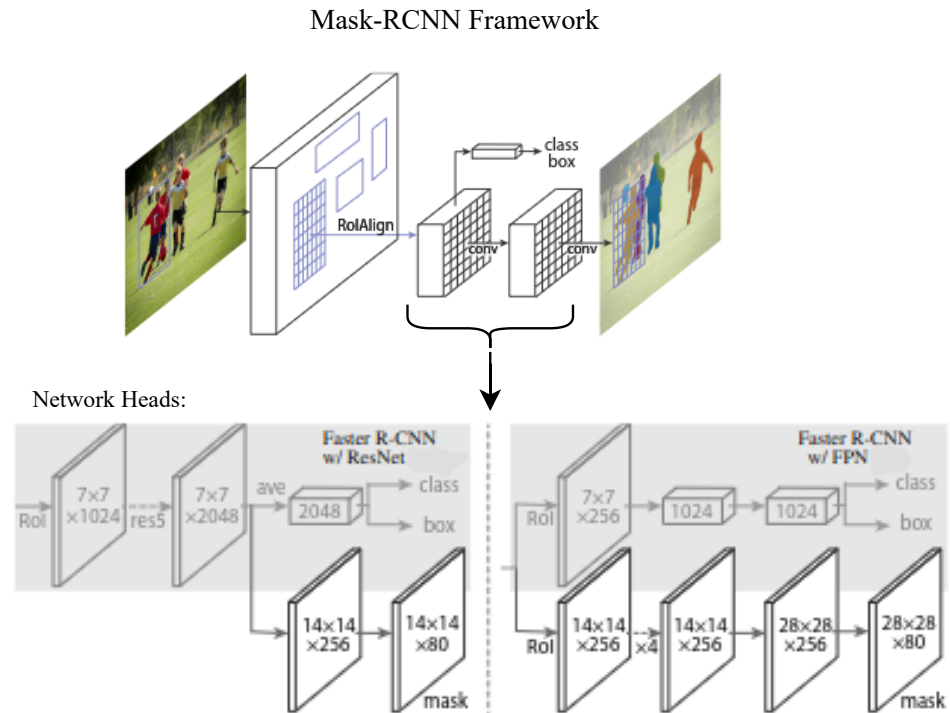 Mask-RCNN Framework
class
box
RoIAlign
conv
conv
Network Heads:
Faster R-CNN
w/ ResNet
RoI
7×7
×1024
res5
7×7
×2048
ave
2048
class
box
14×14
×256
14×14
×80
mask
Faster R-CNN
w/ FPN
RoI
7×7
×256
1024
1024
class
box
RoI
14×14
×256
×4
14×14
×256
28×28
×256
28×28
×80
mask